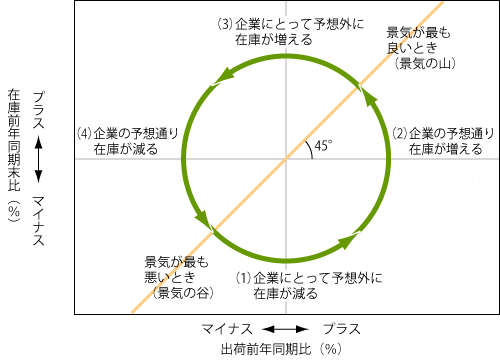 (3)企業にとって予想外に
在庫が増える
景気が最も
良いとき
(景気の山)
(4)企業の予想通り
在庫が減る
(2)企業の予想通り
在庫が増える
45°
景気が最も
悪いとき
(景気の谷)
(1)企業にとって予想外に
在庫が減る
在庫前年同期末比(%)
プラス
マイナス
マイナス
プラス
出荷前年同期比(%)